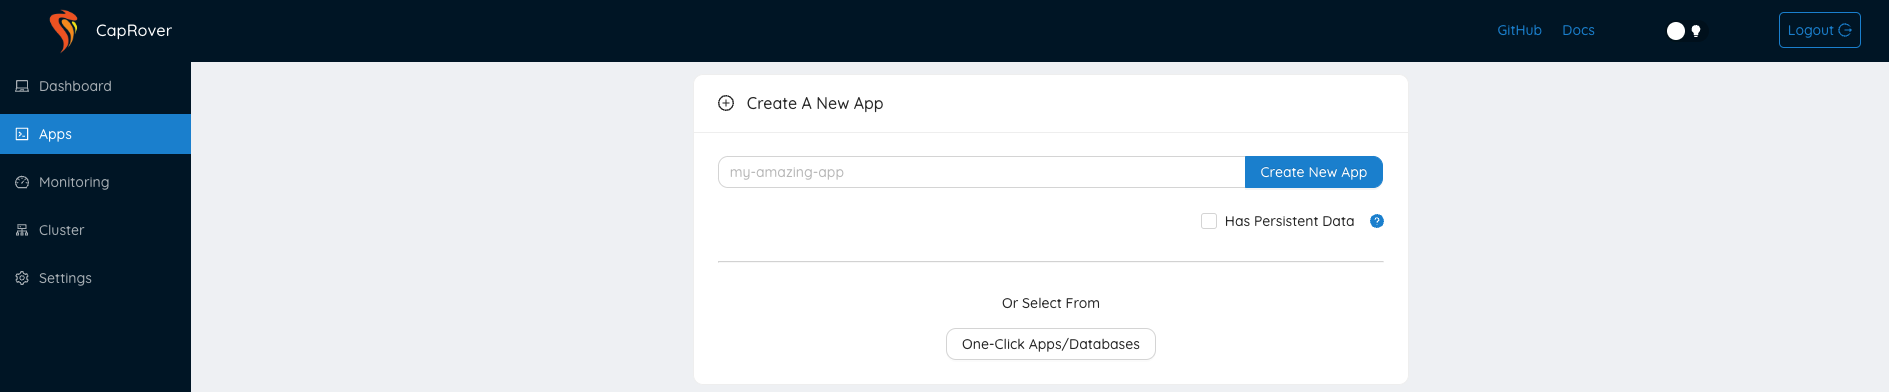 CapRover
GitHub
Docs
Logout
Dashboard
Apps
Monitoring
Cluster
Settings
Create A New App
my-amazing-app
Create New App
Has Persistent Data
?
Or Select From
One-Click Apps/Databases